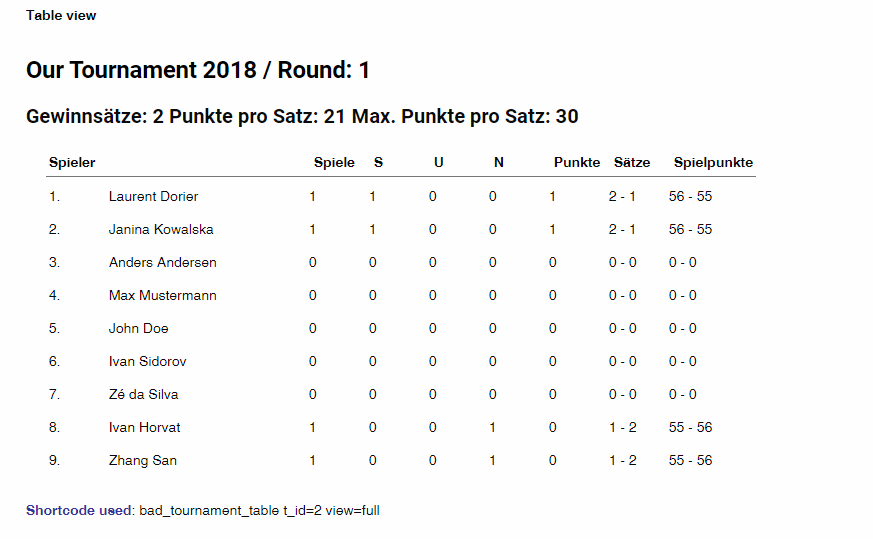 Table view
Our Tournament 2018 / Round: 1
Gewinnsätze: 2 Punkte pro Satz: 21 Max. Punkte pro Satz: 30
Spieler Spiele S U N Punkte Sätze Spielpunkte
1. Laurent Dorier 1 1 0 0 1 2 - 1 56 - 55
2. Janina Kowalska 1 1 0 0 1 2 - 1 56 - 55
3. Anders Andersen 0 0 0 0 0 0 - 0 0 - 0
4. Max Mustermann 0 0 0 0 0 0 - 0 0 - 0
5. John Doe 0 0 0 0 0 0 - 0 0 - 0
6. Ivan Sidorov 0 0 0 0 0 0 - 0 0 - 0
7. Zé da Silva 0 0 0 0 0 0 - 0 0 - 0
8. Ivan Horvat 1 0 0 1 0 1 - 2 55 - 56
9. Zhang San 1 0 0 1 0 1 - 2 55 - 56
Shortcode used: bad_tournament_table t_id=2 view=full